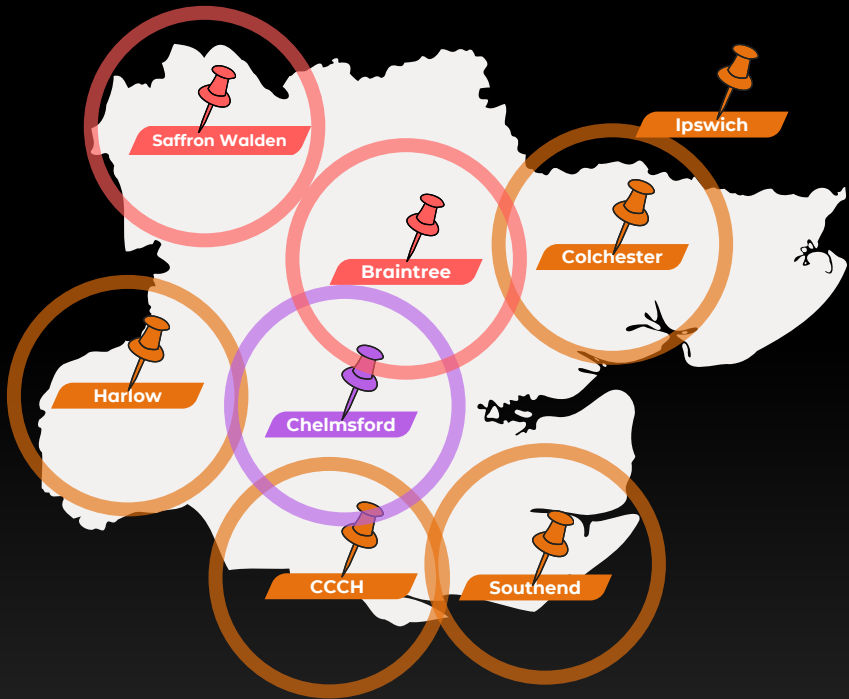 Ipswich
Saffron Walden
Colchester
Braintree
Harlow
Chelmsford
CCCH
Southend